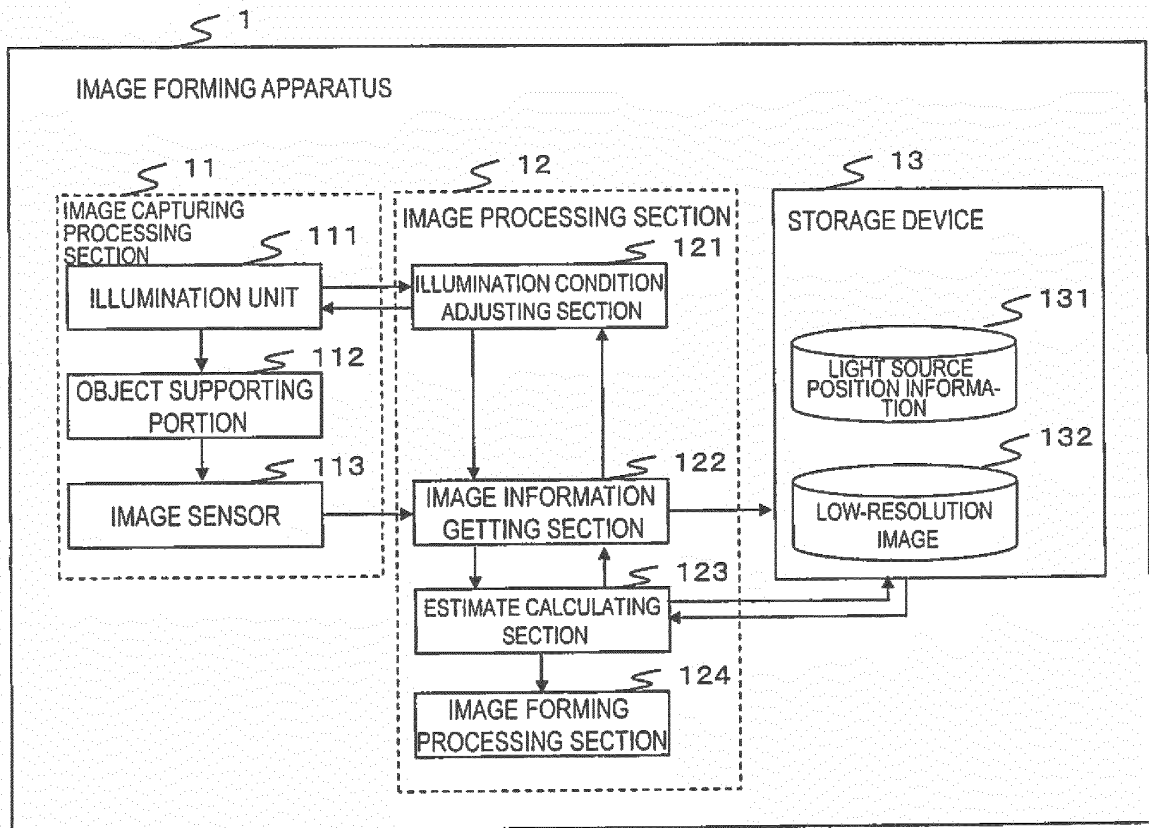 1
IMAGE FORMING APPARATUS
11
IMAGE CAPTURING
PROCESSING
SECTION
111
ILLUMINATION UNIT
112
OBJECT SUPPORTING
PORTION
113
IMAGE SENSOR
12
IMAGE PROCESSING SECTION
121
ILLUMINATION CONDITION
ADJUSTING SECTION
122
IMAGE INFORMATION
GETTING SECTION
123
ESTIMATE CALCULATING
SECTION
124
IMAGE FORMING
PROCESSING SECTION
13
STORAGE DEVICE
131
LIGHT SOURCE
POSITION INFORMA-
TION
132
LOW-RESOLUTION
IMAGE